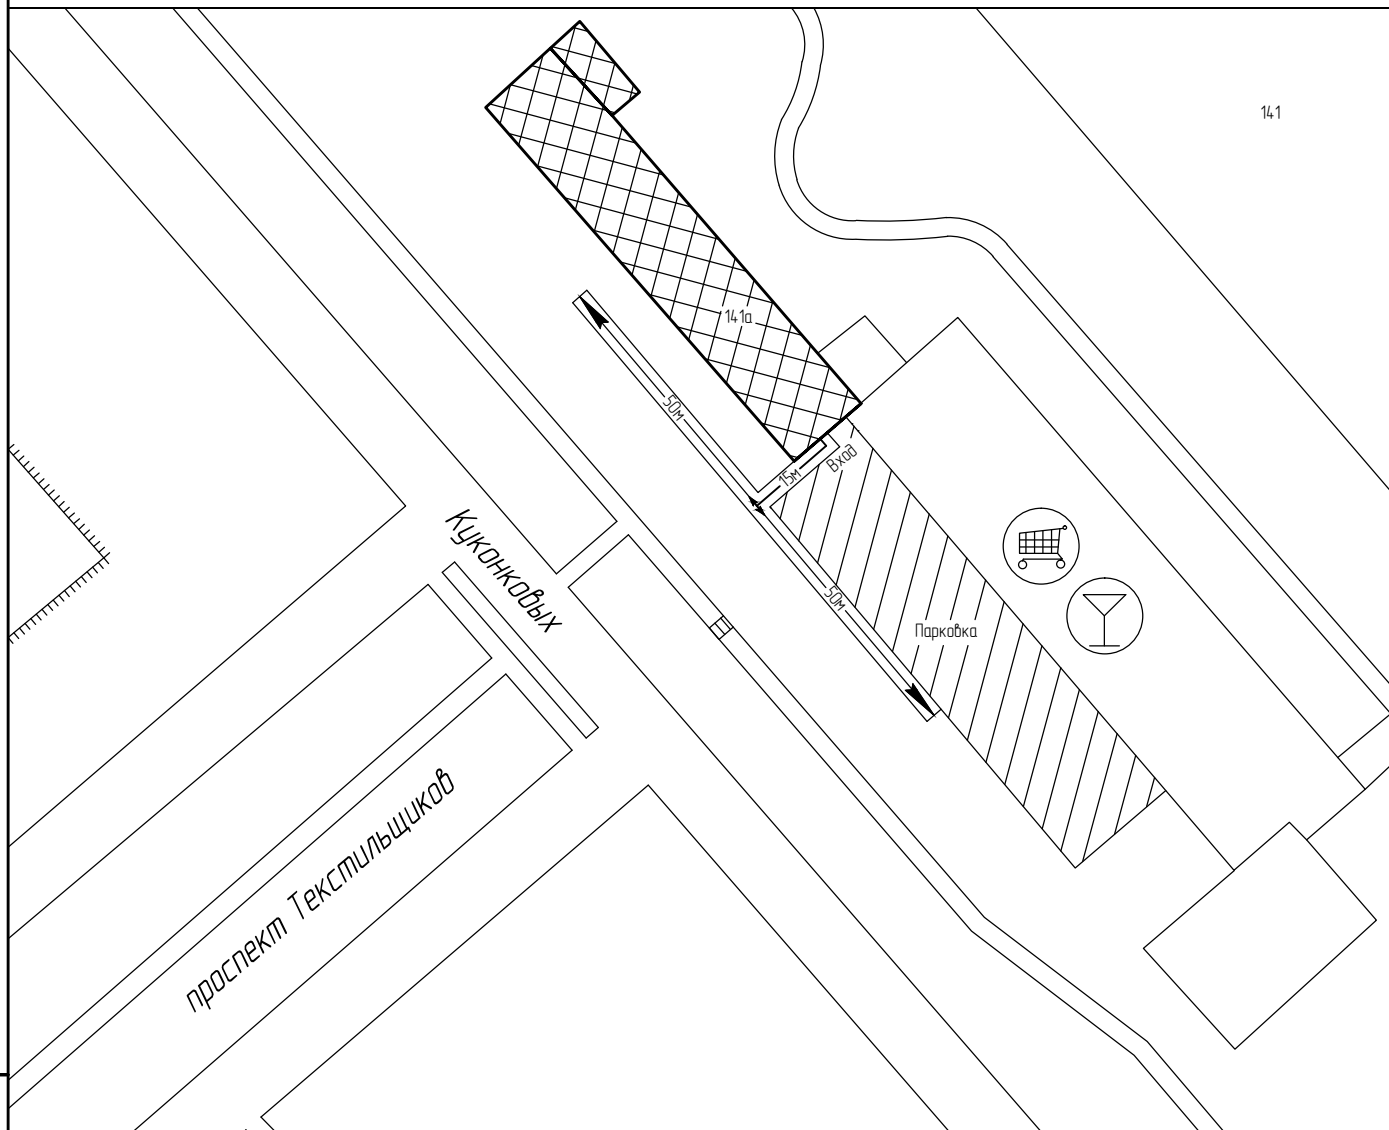 141
141а
50м
Вход
15м
Куконковых
50м
Парковка
проспект Текстильщиков